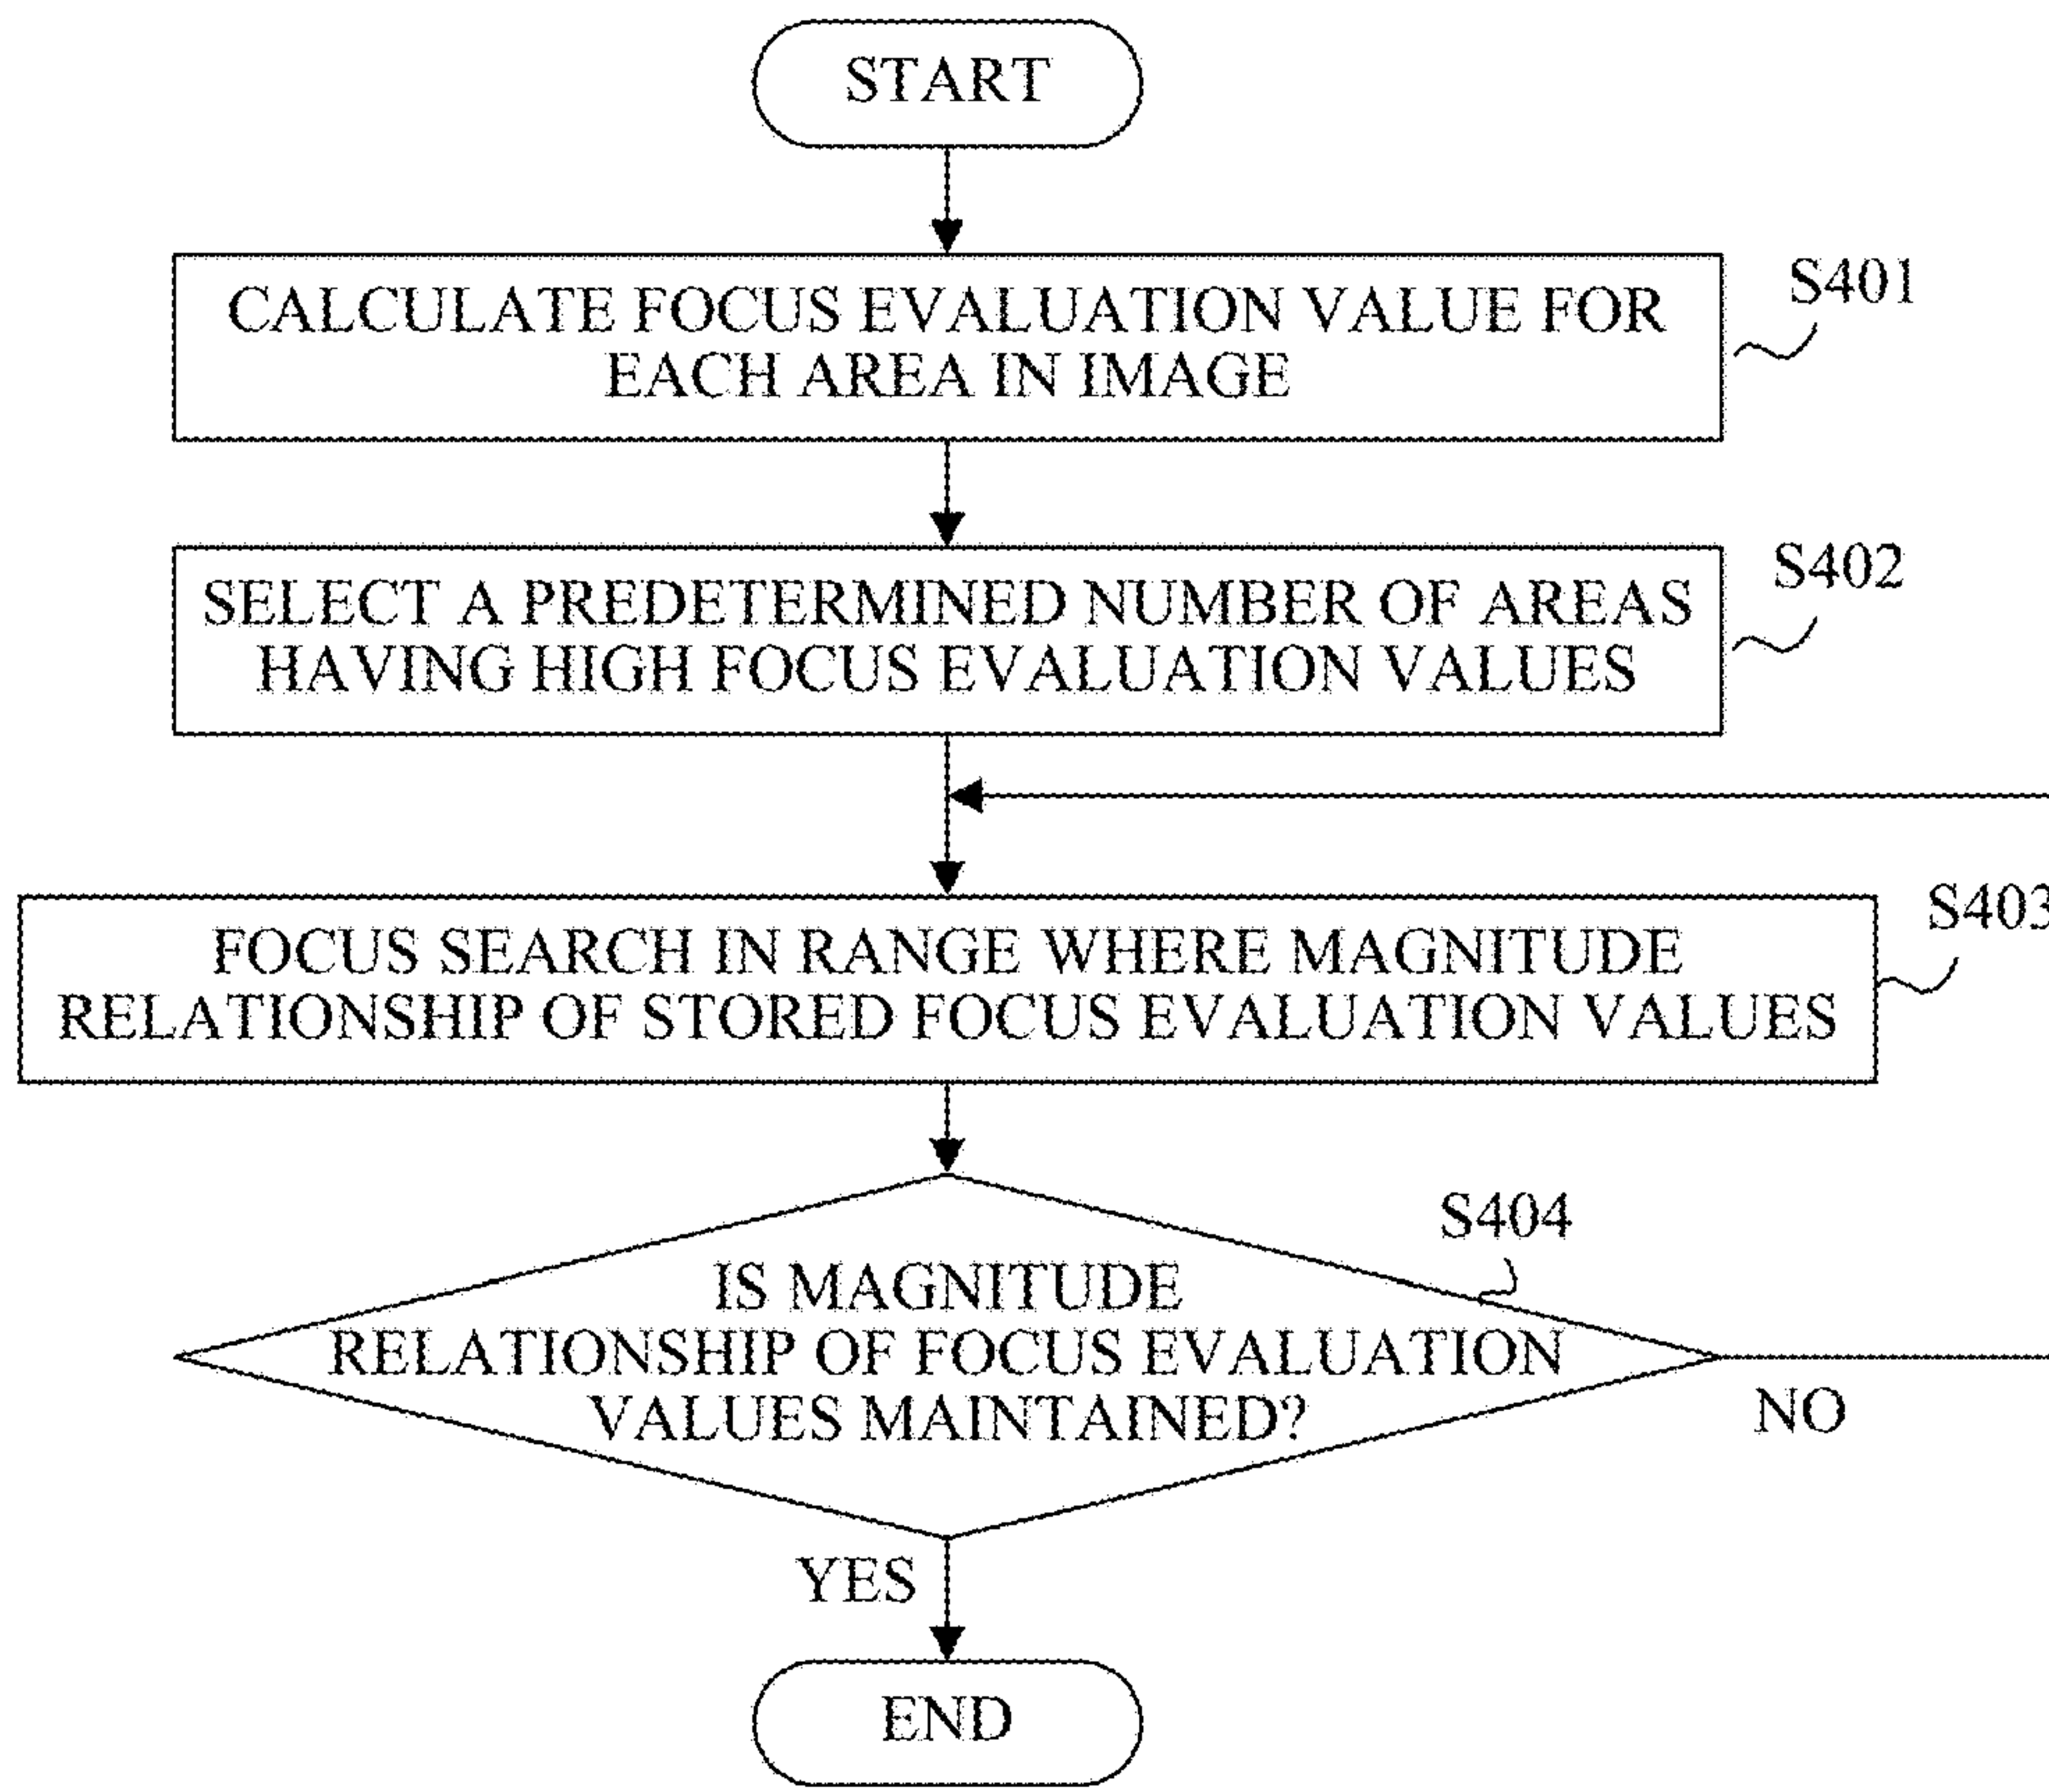 START
CALCULATE FOCUS EVALUATION VALUE FOR
EACH AREA IN IMAGE
S401
SELECT A PREDETERMINED NUMBER OF AREAS
HAVING HIGH FOCUS EVALUATION VALUES
S402
FOCUS SEARCH IN RANGE WHERE MAGNITUDE
RELATIONSHIP OF STORED FOCUS EVALUATION VALUES
S403
IS MAGNITUDE
RELATIONSHIP OF FOCUS EVALUATION
VALUES MAINTAINED?
S404
NO
YES
END